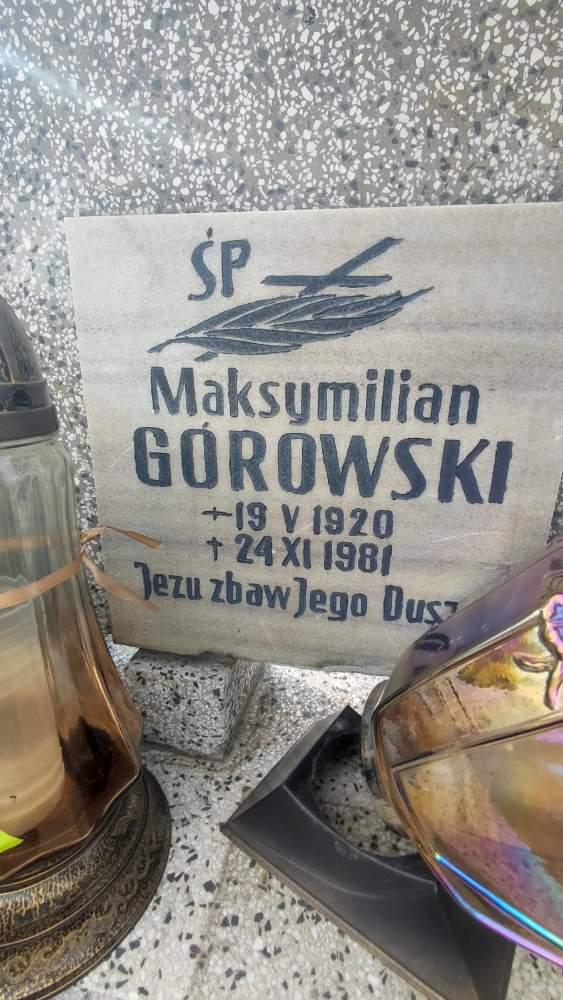 ŚP
Maksymilian
GÓROWSKI
19 V 1920
† 24 XI 1981
Jezu zbaw Jego